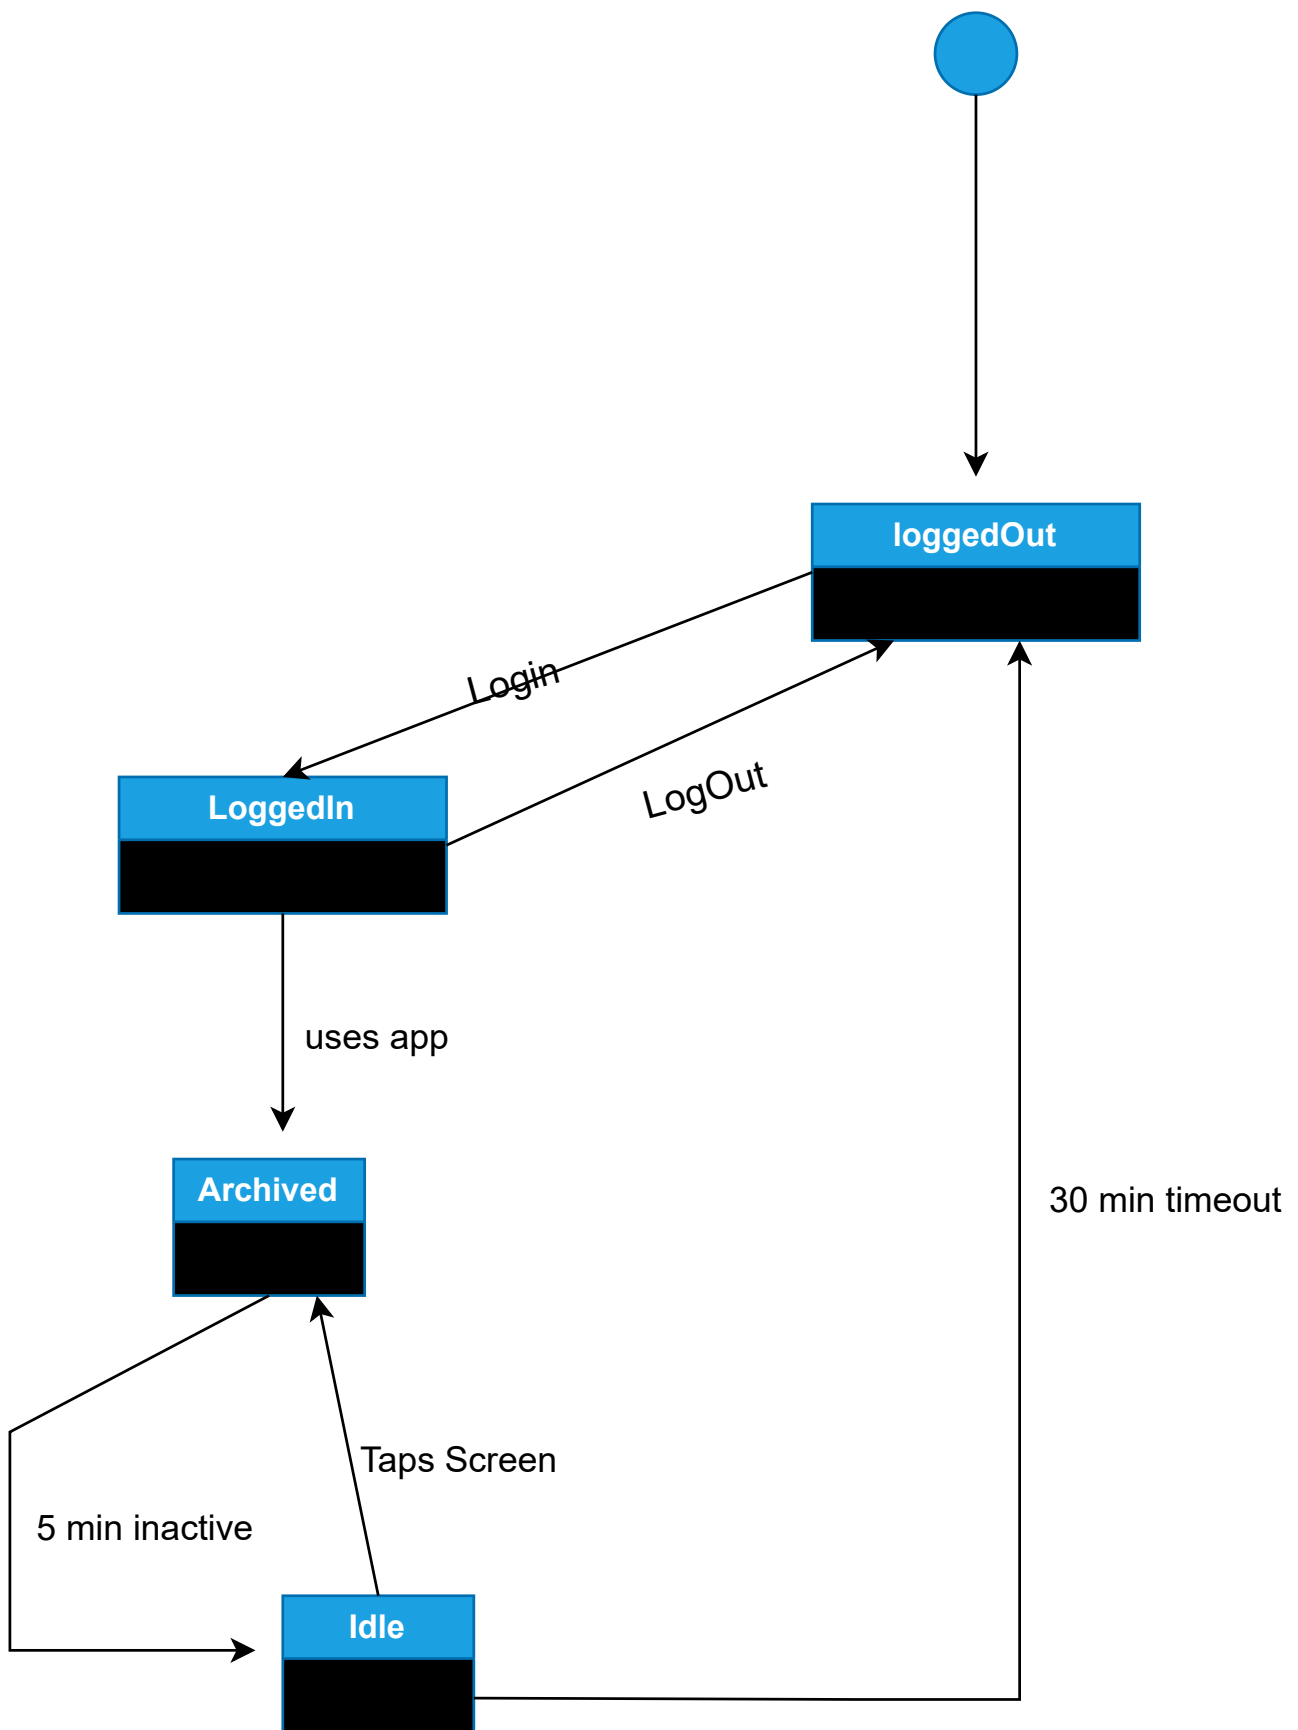 loggedOut
Login
LoggedIn
LogOut
uses app
Archived
30 min timeout
Taps Screen
5 min inactive
Idle